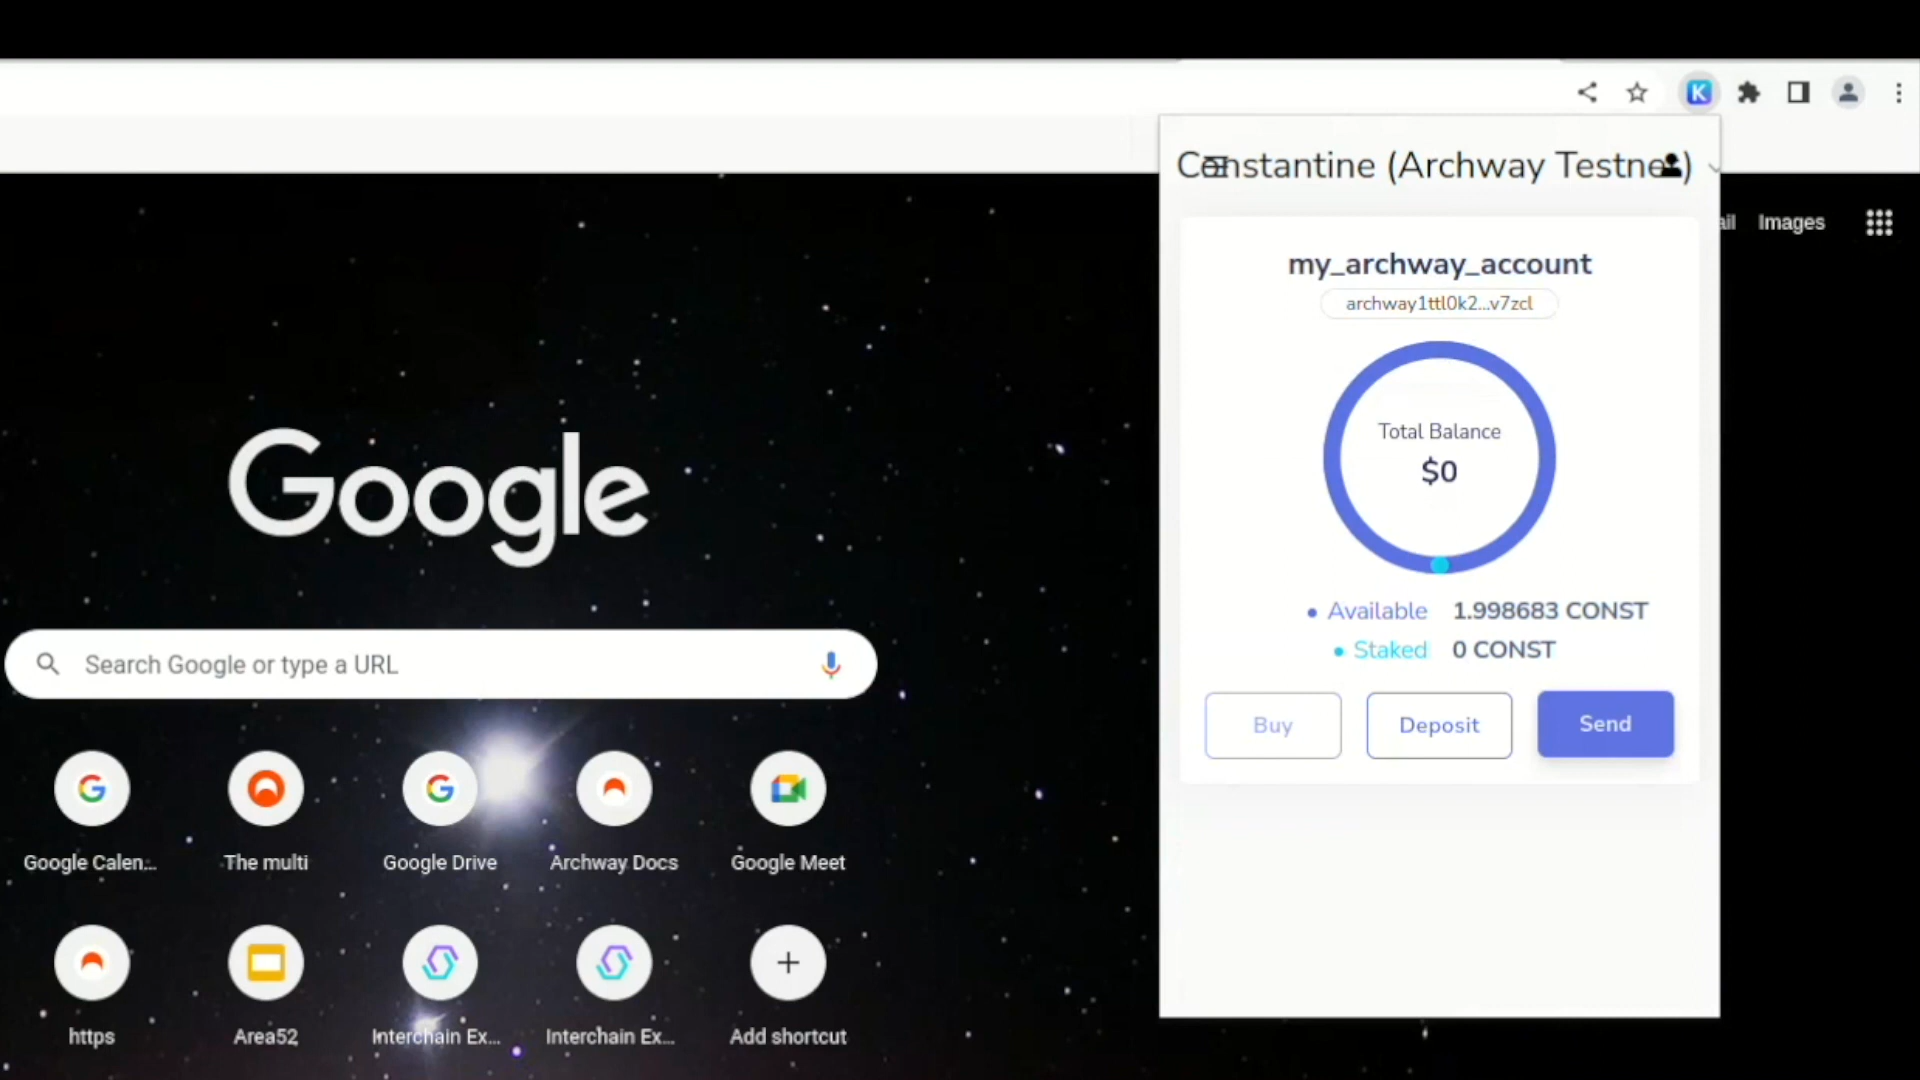 K
Constantine (Archway Testnet)
Images
my_archway_account
archway1ttl0k2...v7zcl
Total Balance
$0
Available 1.998683 CONST
Staked 0 CONST
Buy Deposit Send
Google
Search Google or type a URL
Google Calen... The multi Google Drive Archway Docs Google Meet
https Area52 Interchain Ex... Interchain Ex... Add shortcut